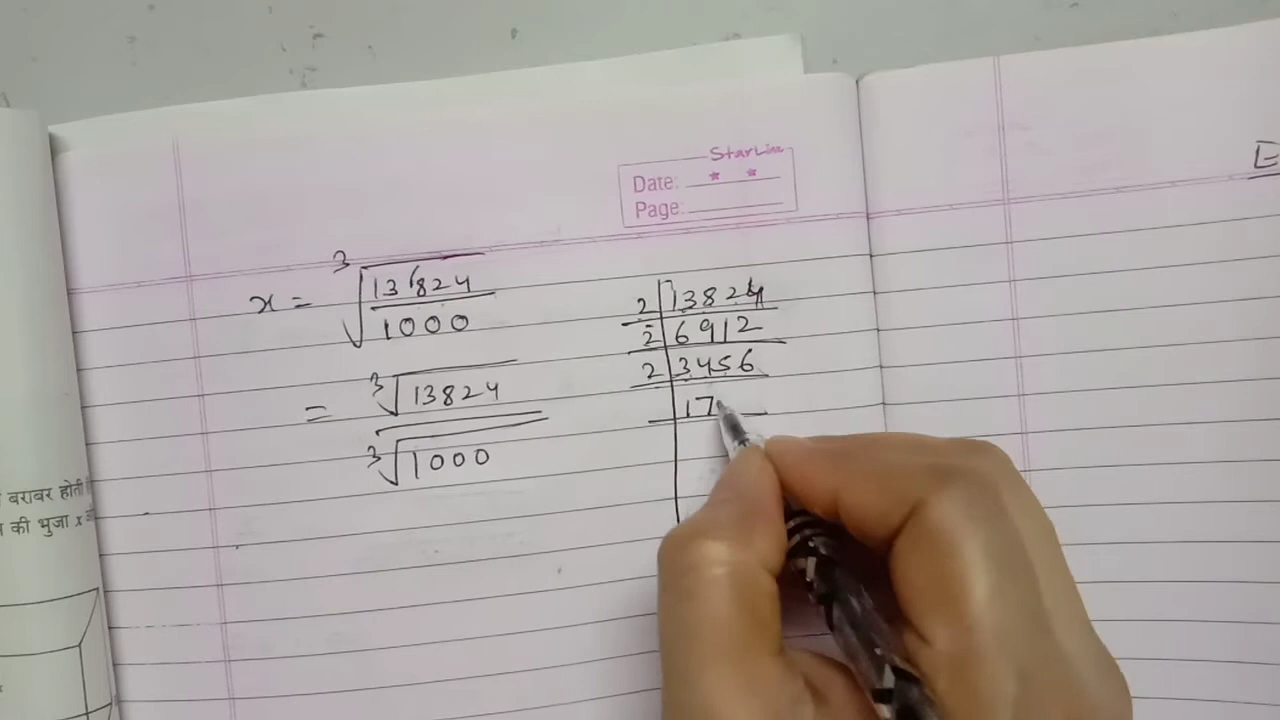 StarLine
Date:
Page:
x = ∛(13824/1000)
= ∛13824/∛1000
2 | 13824
2 | 6912
2 | 3456
17
बराबर होती
की भुजा x
E